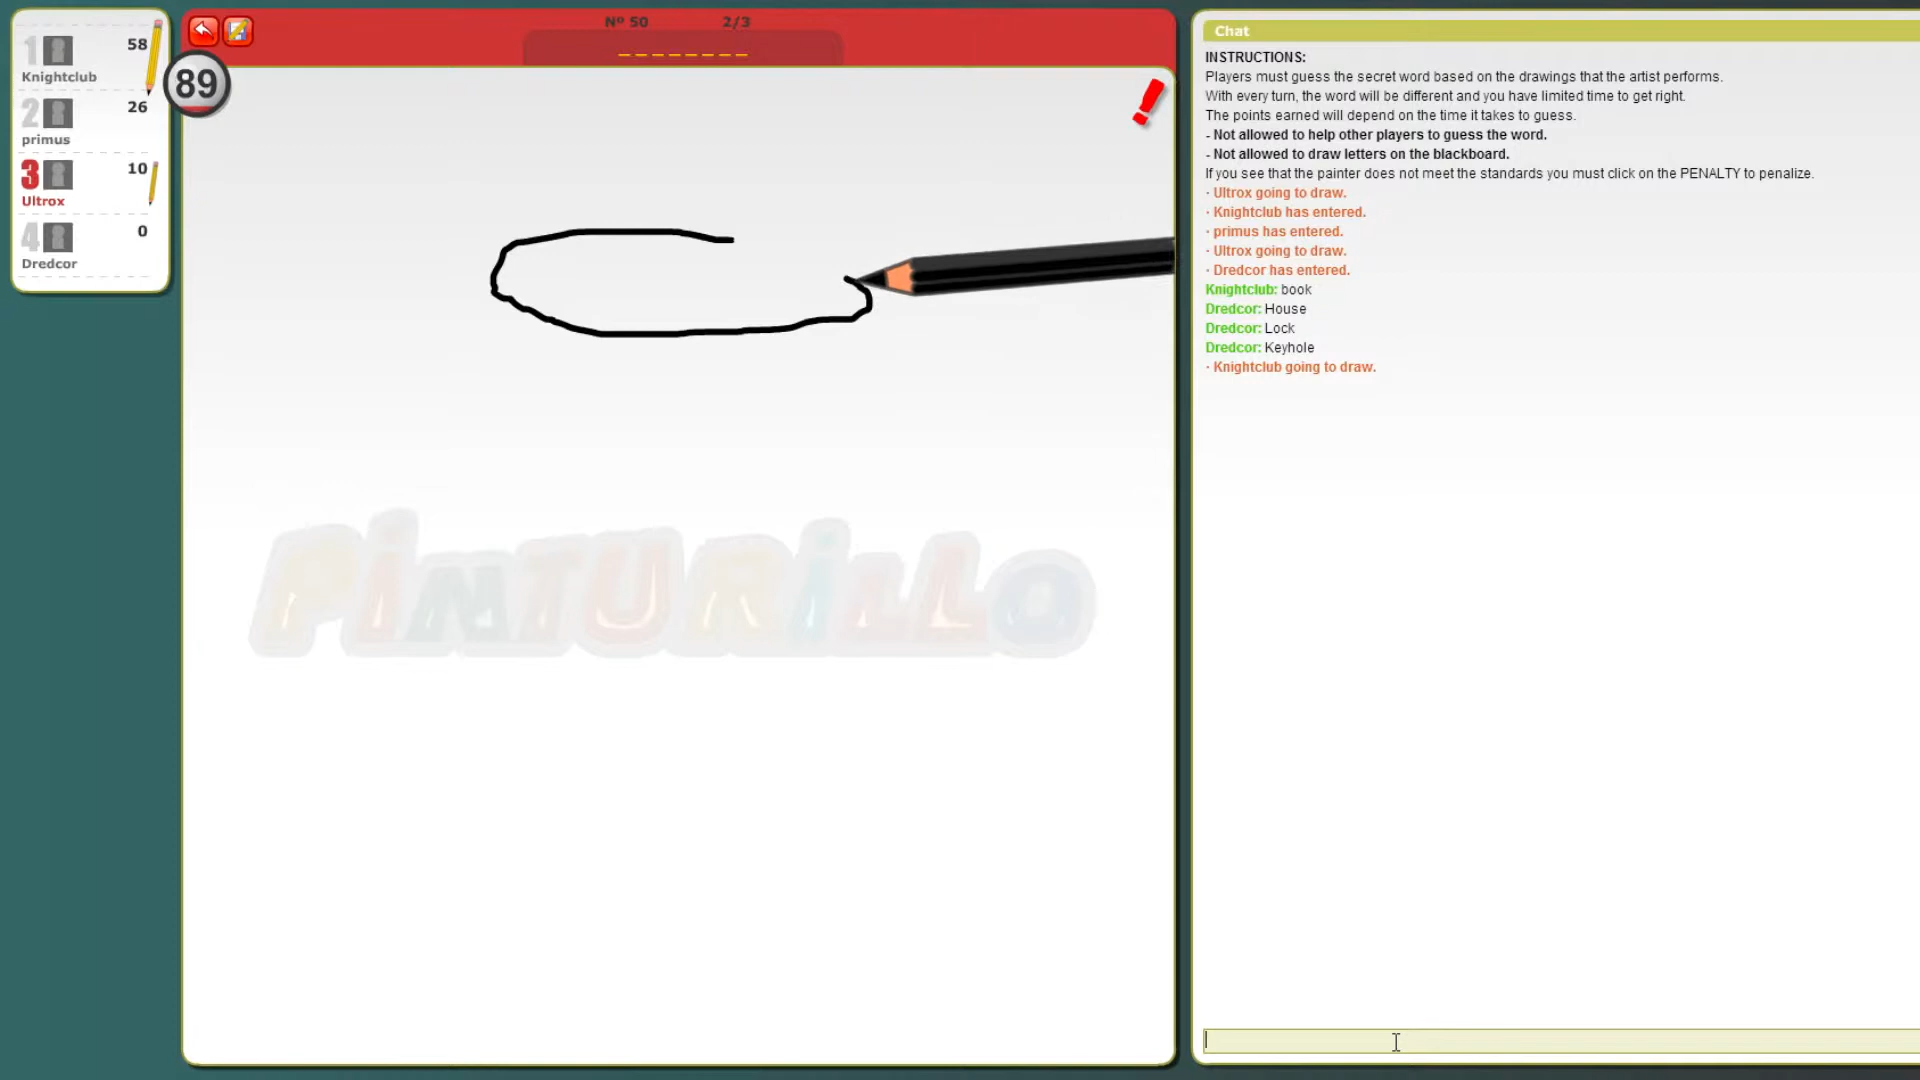 1
58
Knightclub
2
26
primus
3
10
Ultrox
4
0
Dredcor
89
Nº 50 2/3
_ _ _ _ _ _ _ _
PiNTURiLLO
Chat
INSTRUCTIONS:
Players must guess the secret word based on the drawings that the artist performs.
With every turn, the word will be different and you have limited time to get right.
The points earned will depend on the time it takes to guess.
- Not allowed to help other players to guess the word.
- Not allowed to draw letters on the blackboard.
If you see that the painter does not meet the standards you must click on the PENALTY to penalize.
· Ultrox going to draw.
· Knightclub has entered.
· primus has entered.
· Ultrox going to draw.
· Dredcor has entered.
Knightclub: book
Dredcor: House
Dredcor: Lock
Dredcor: Keyhole
· Knightclub going to draw.